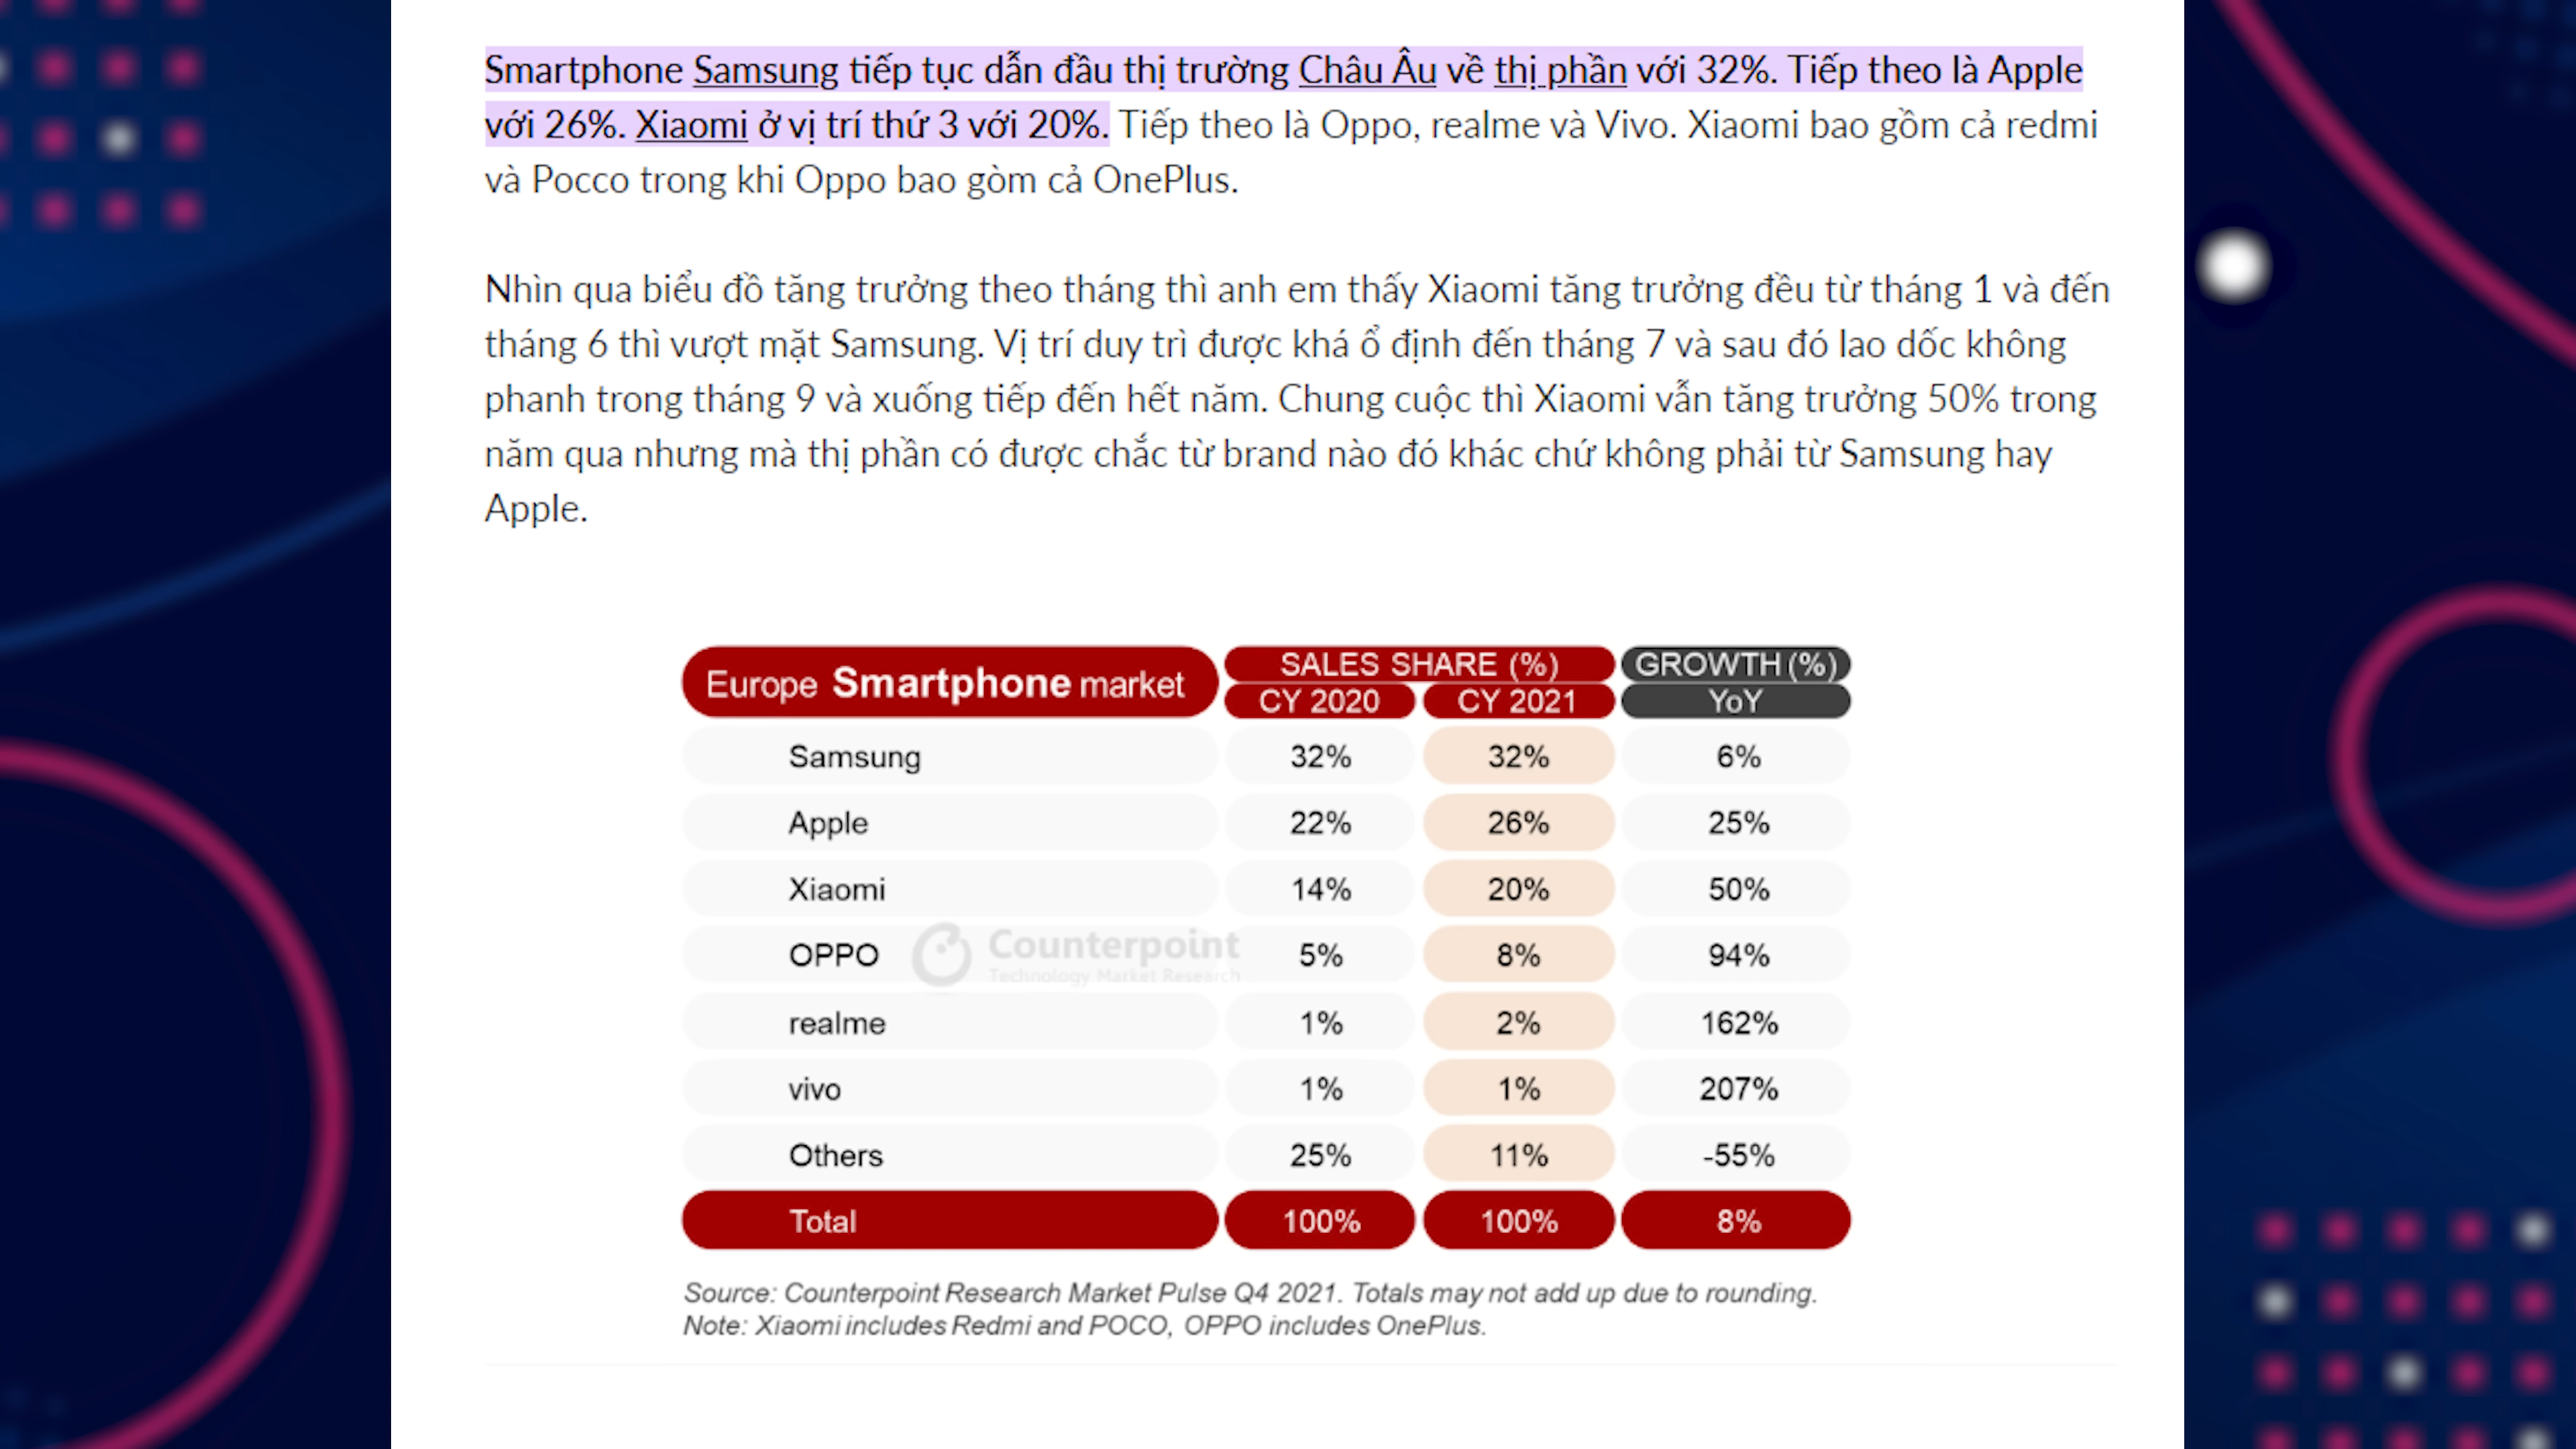 Smartphone Samsung tiếp tục dẫn đầu thị trường Châu Âu về thị phần với 32%. Tiếp theo là Apple
với 26%. Xiaomi ở vị trí thứ 3 với 20%. Tiếp theo là Oppo, realme và Vivo. Xiaomi bao gồm cả redmi
và Pocco trong khi Oppo bao gòm cả OnePlus.
Nhìn qua biểu đồ tăng trưởng theo tháng thì anh em thấy Xiaomi tăng trưởng đều từ tháng 1 và đến
tháng 6 thì vượt mặt Samsung. Vị trí duy trì được khá ổ định đến tháng 7 và sau đó lao dốc không
phanh trong tháng 9 và xuống tiếp đến hết năm. Chung cuộc thì Xiaomi vẫn tăng trưởng 50% trong
năm qua nhưng mà thị phần có được chắc từ brand nào đó khác chứ không phải từ Samsung hay
Apple.
Europe Smartphone market SALES SHARE (%) GROWTH (%)
CY 2020 CY 2021 YoY
Samsung 32% 32% 6%
Apple 22% 26% 25%
Xiaomi 14% 20% 50%
OPPO 5% 8% 94%
Counterpoint
Technology Market Research
realme 1% 2% 162%
vivo 1% 1% 207%
Others 25% 11% -55%
Total 100% 100% 8%
Source: Counterpoint Research Market Pulse Q4 2021. Totals may not add up due to rounding.
Note: Xiaomi includes Redmi and POCO, OPPO includes OnePlus.